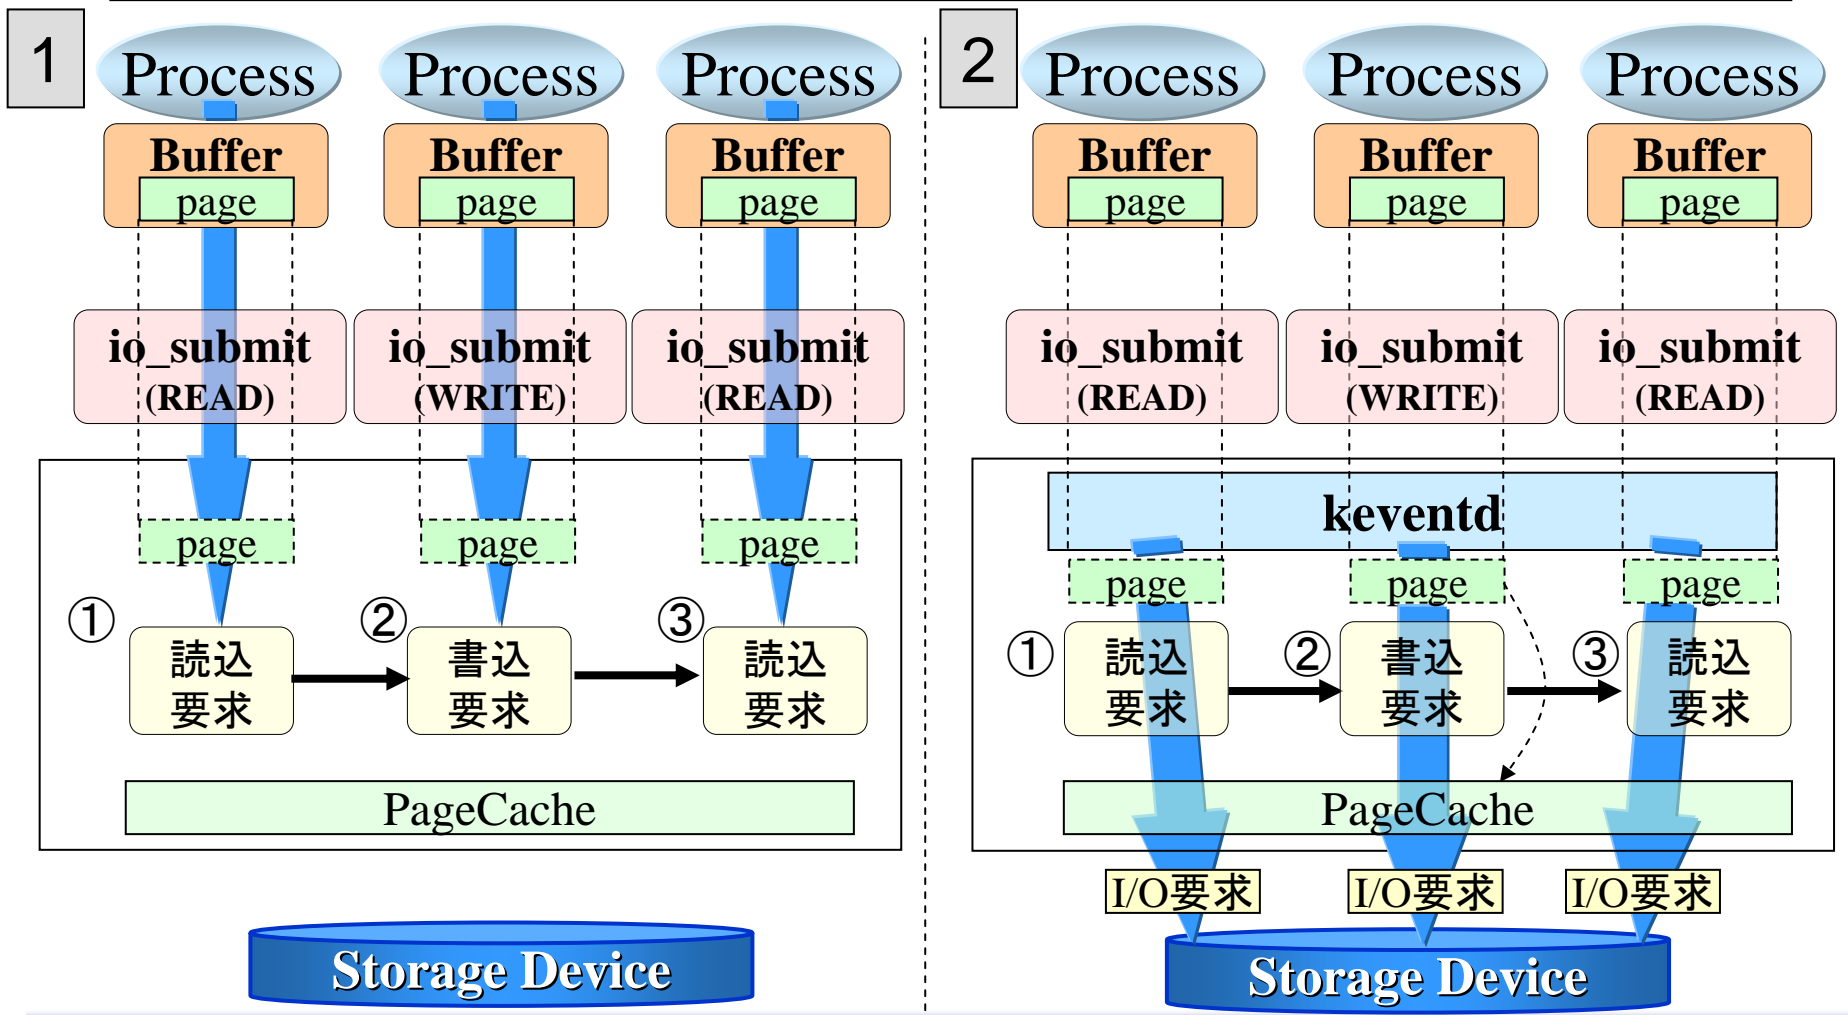 1
Process
Process
Process
Buffer
Buffer
Buffer
page
page
page
io_submit
(READ)
io_submit
(WRITE)
io_submit
(READ)
page
page
page
①
読込
要求
②
書込
要求
③
読込
要求
PageCache
Storage Device
2
Process
Process
Process
Buffer
Buffer
Buffer
page
page
page
io_submit
(READ)
io_submit
(WRITE)
io_submit
(READ)
keventd
page
page
page
①
読込
要求
②
書込
要求
③
読込
要求
PageCache
I/O要求
I/O要求
I/O要求
Storage Device